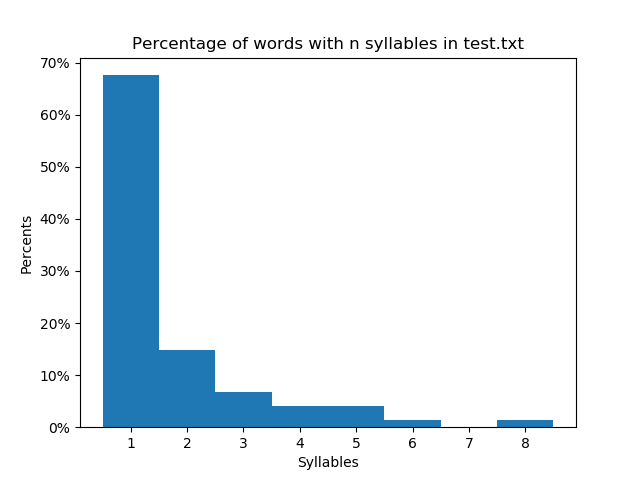 Percentage of words with n syllables in test.txt
70%
60%
50%
40%
30%
20%
10%
0%
Percents
1 2 3 4 5 6 7 8
Syllables